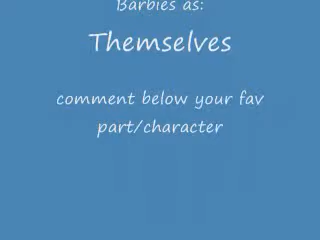 Barbies as:
Themselves
comment below your fav
part/character